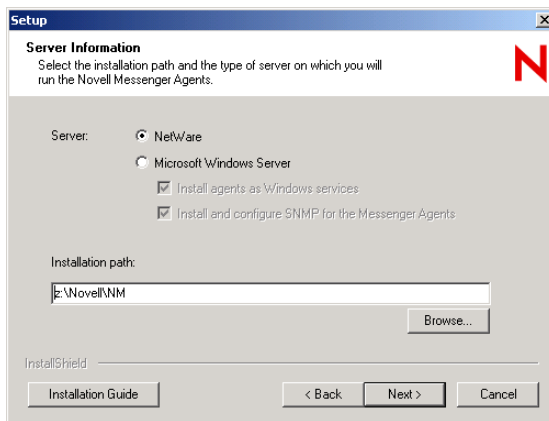 Setup
Server Information
Select the installation path and the type of server on which you will
run the Novell Messenger Agents.
N
Server:
NetWare
Microsoft Windows Server
Install agents as Windows services
Install and configure SNMP for the Messenger Agents
Installation path:
z:\Novell\NM
Browse...
InstallShield
Installation Guide
< Back
Next >
Cancel